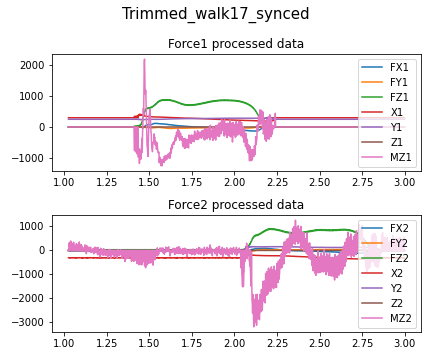 Trimmed_walk17_synced
Force1 processed data
2000
1000
0
−1000
FX1
FY1
FZ1
X1
Y1
Z1
MZ1
1.00 1.25 1.50 1.75 2.00 2.25 2.50 2.75 3.00
Force2 processed data
1000
0
−1000
−2000
−3000
FX2
FY2
FZ2
X2
Y2
Z2
MZ2
1.00 1.25 1.50 1.75 2.00 2.25 2.50 2.75 3.00